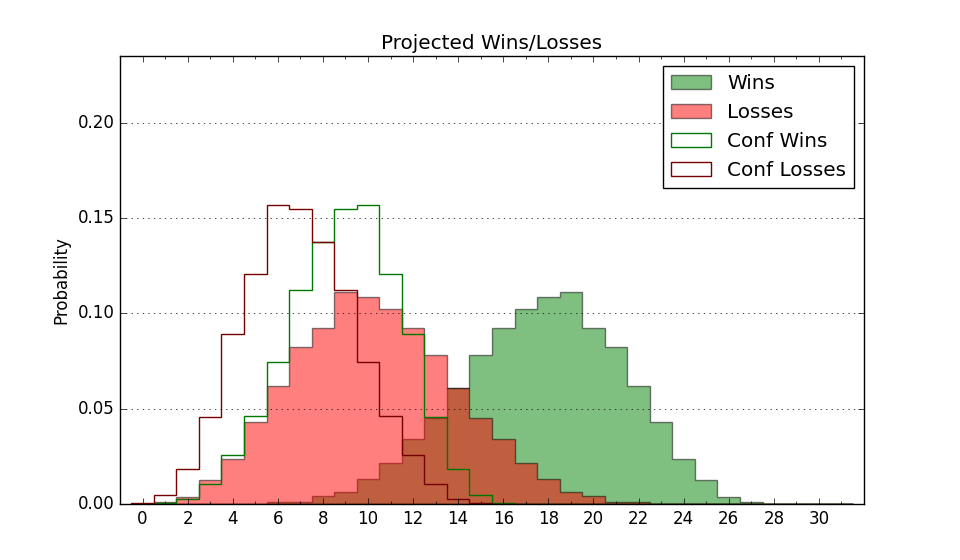 Projected Wins/Losses
Wins
Losses
Conf Wins
Conf Losses
Probability
0.20
0.15
0.10
0.05
0.00
0 2 4 6 8 10 12 14 16 18 20 22 24 26 28 30